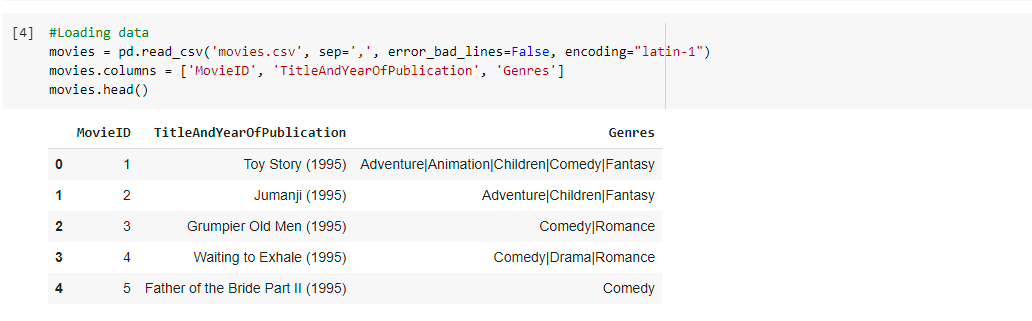 [4] #Loading data
movies = pd.read_csv('movies.csv', sep=',', error_bad_lines=False, encoding="latin-1")
movies.columns = ['MovieID', 'TitleAndYearOfPublication', 'Genres']
movies.head()
MovieID TitleAndYearOfPublication Genres
0 1 Toy Story (1995) Adventure|Animation|Children|Comedy|Fantasy
1 2 Jumanji (1995) Adventure|Children|Fantasy
2 3 Grumpier Old Men (1995) Comedy|Romance
3 4 Waiting to Exhale (1995) Comedy|Drama|Romance
4 5 Father of the Bride Part II (1995) Comedy